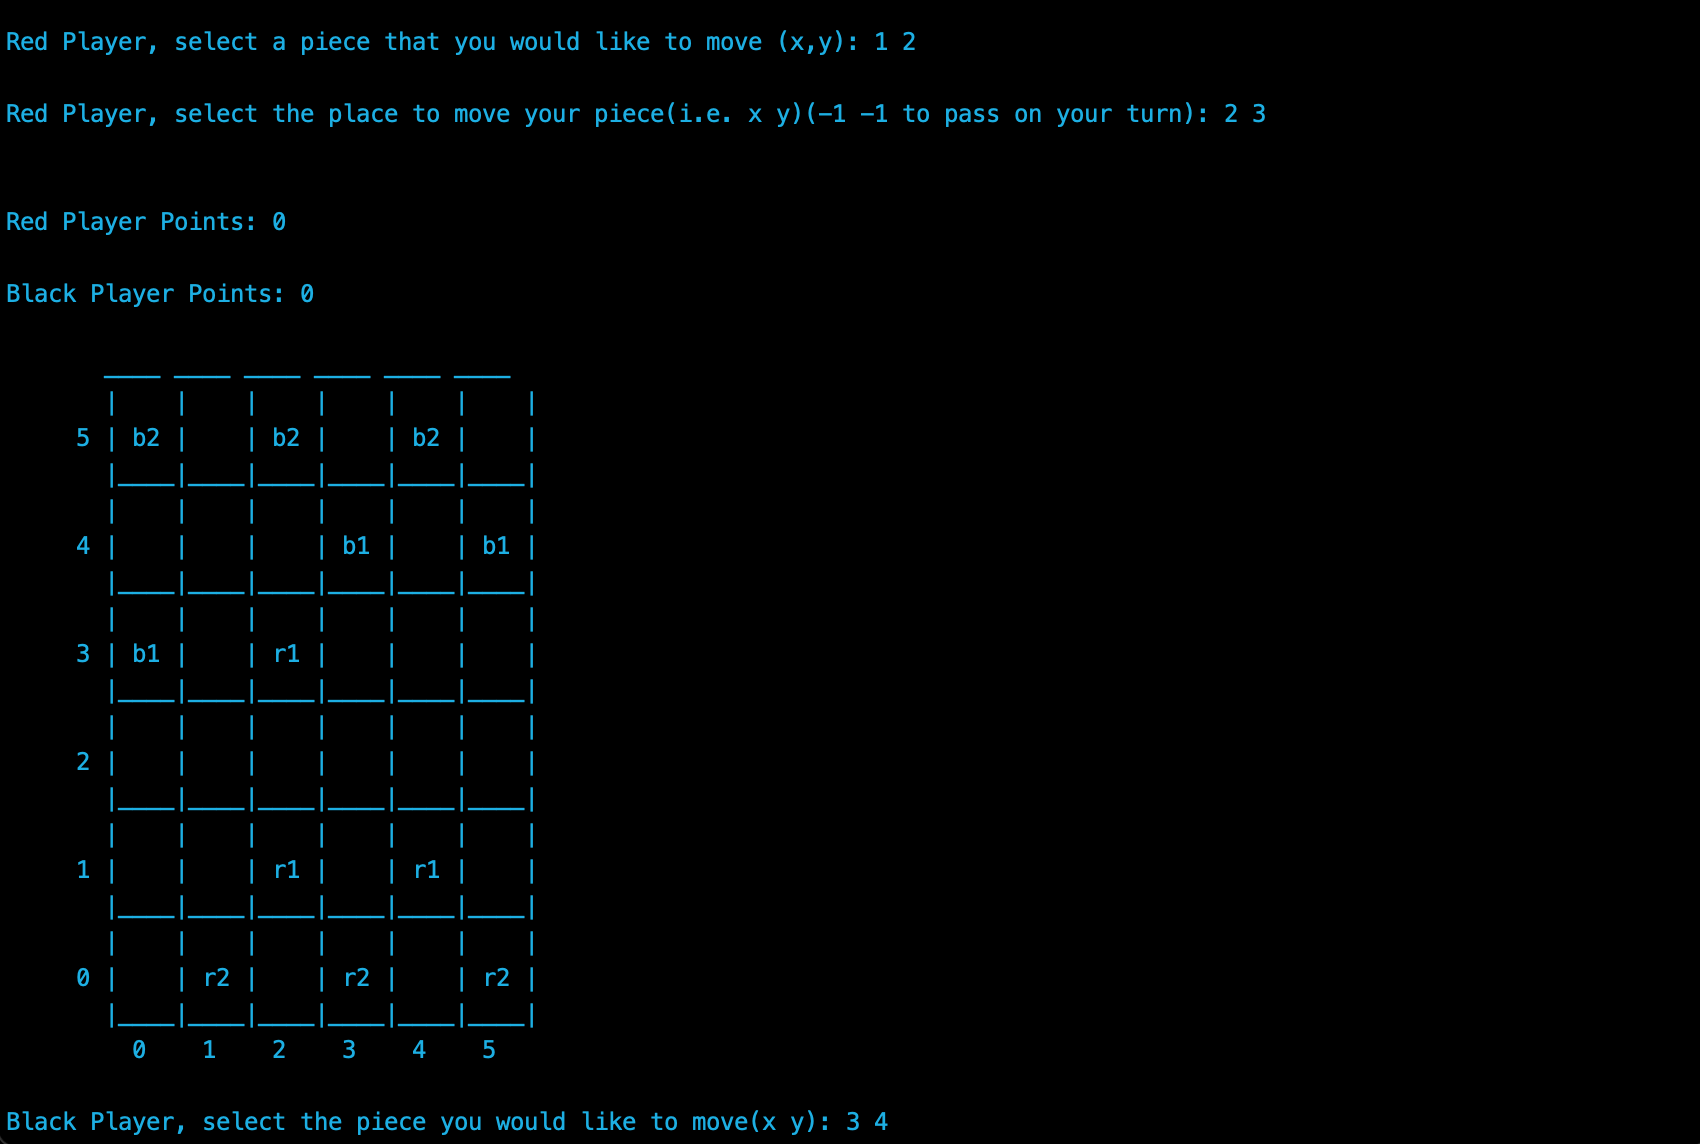 Red Player, select a piece that you would like to move (x,y): 1 2
Red Player, select the place to move your piece(i.e. x y)(-1 -1 to pass on your turn): 2 3
Red Player Points: 0
Black Player Points: 0
5 | b2 | | b2 | | b2 | |
4 | | | | b1 | | b1 |
3 | b1 | | r1 | | | |
2 | | | | | | |
1 | | | r1 | | r1 | |
0 | | r2 | | r2 | | r2 |
0 1 2 3 4 5
Black Player, select the piece you would like to move(x y): 3 4